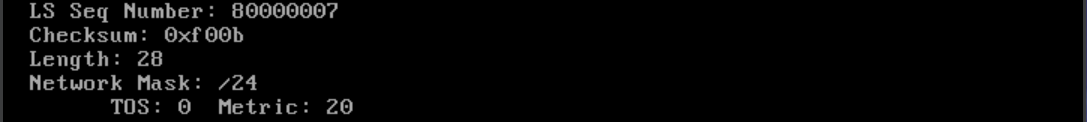 LS Seq Number: 80000007
Checksum: 0xf00b
Length: 28
Network Mask: /24
TOS: 0  Metric: 20